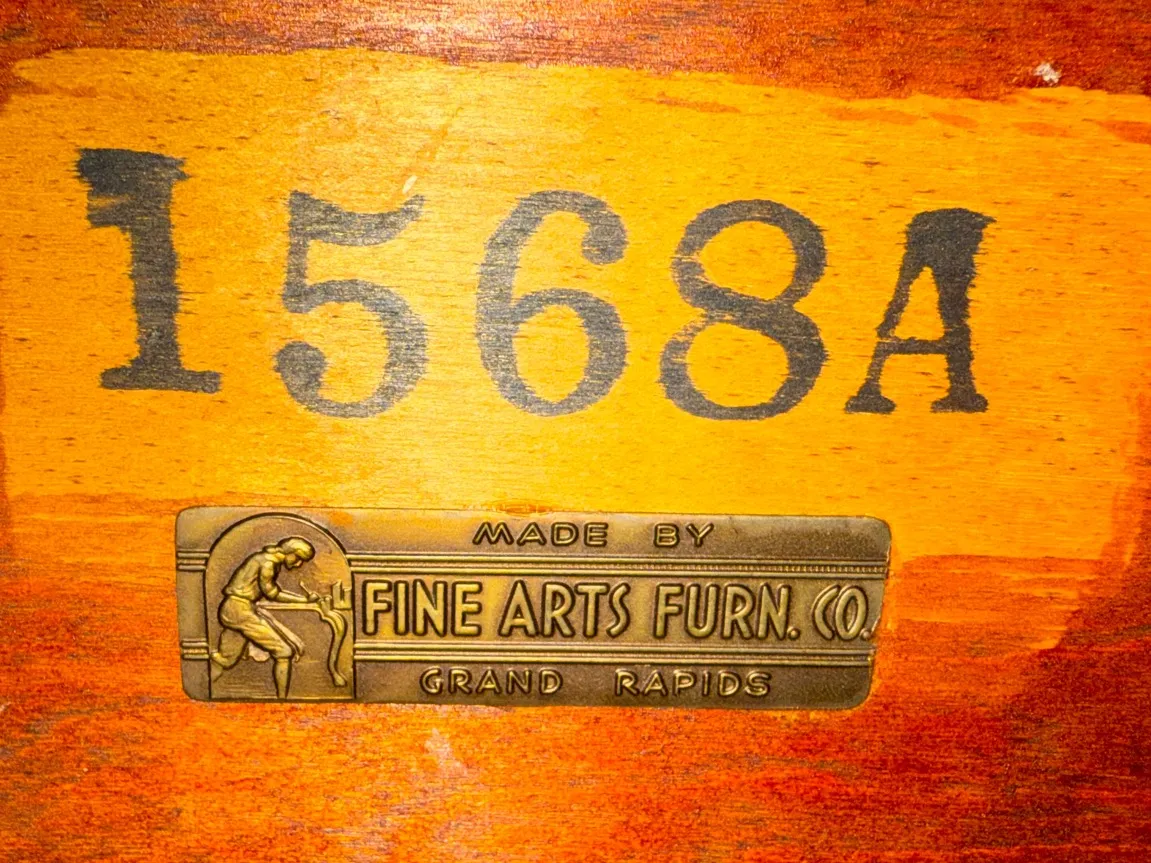 1568A
MADE BY
FINE ARTS FURN. CO.
GRAND RAPIDS